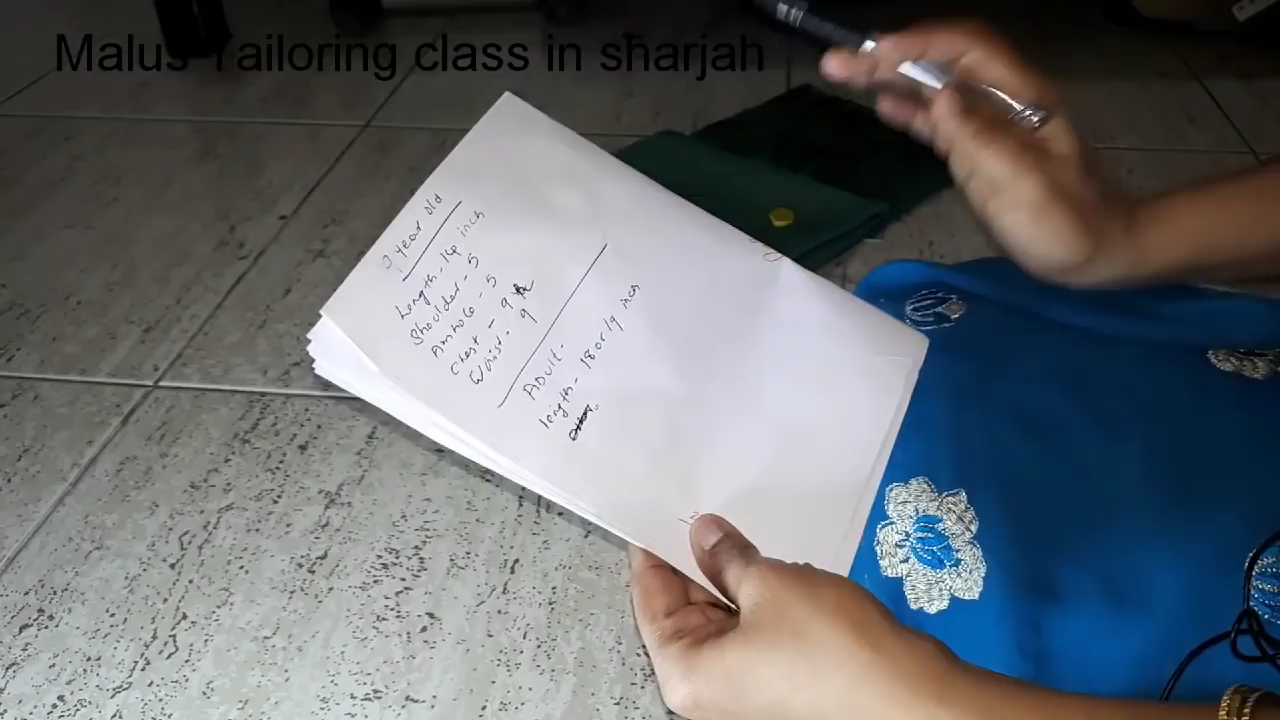 Malus Tailoring class in sharjah
9 year old
Length - 14 inch
Shoulder - 5
Armhole - 5
Chest - 9
Waist - 9
ADULT -
length - 18 or 19 inch